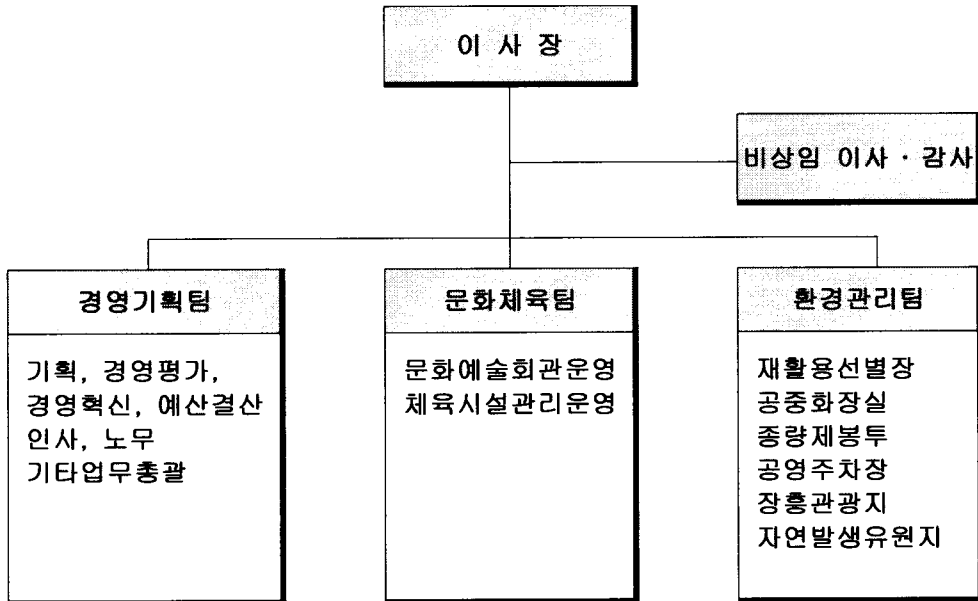 이 사 장
비상임 이사 · 감사
경영기획팀
기획, 경영평가,
경영혁신, 예산결산
인사, 노무
기타업무총괄
문화체육팀
문화예술회관운영
체육시설관리운영
환경관리팀
재활용선별장
공중화장실
종량제봉투
공영주차장
장흥관광지
자연발생유원지